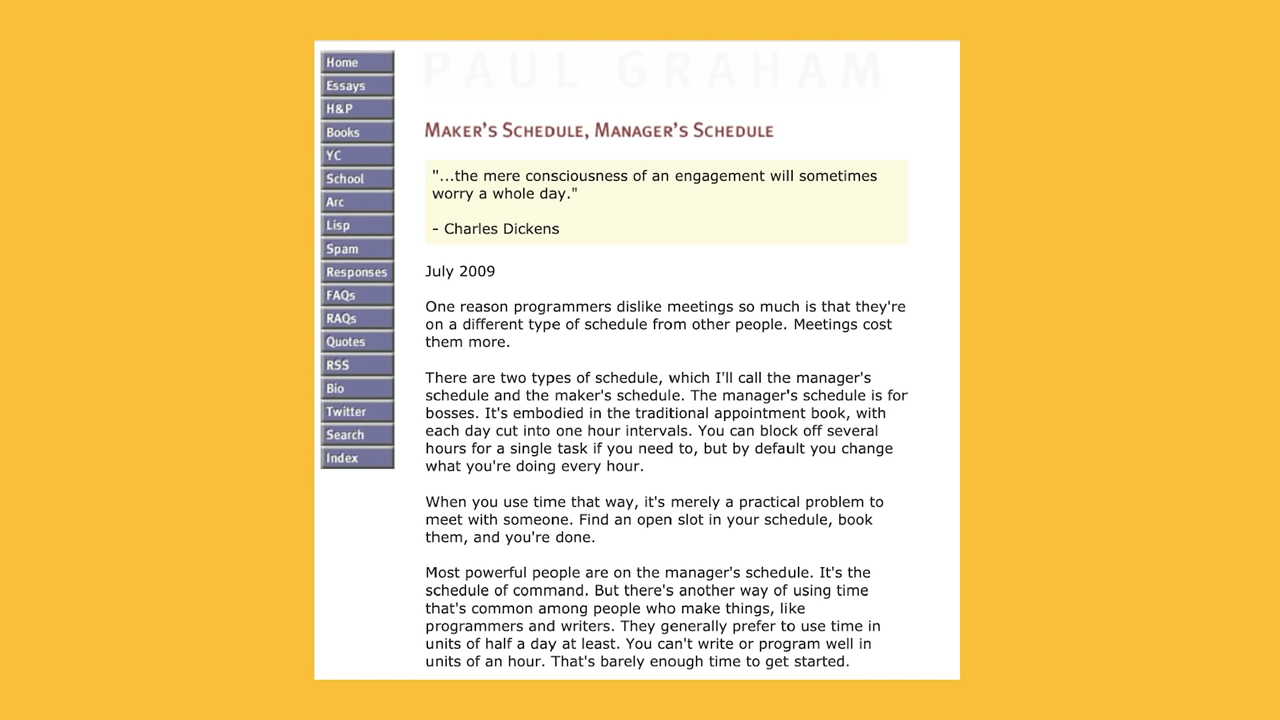 PAUL GRAHAM
Home
Essays
H&P
Books
YC
School
Arc
Lisp
Spam
Responses
FAQs
RAQs
Quotes
RSS
Bio
Twitter
Search
Index
MAKER'S SCHEDULE, MANAGER'S SCHEDULE
"...the mere consciousness of an engagement will sometimes
worry a whole day."
- Charles Dickens
July 2009
One reason programmers dislike meetings so much is that they're
on a different type of schedule from other people. Meetings cost
them more.
There are two types of schedule, which I'll call the manager's
schedule and the maker's schedule. The manager's schedule is for
bosses. It's embodied in the traditional appointment book, with
each day cut into one hour intervals. You can block off several
hours for a single task if you need to, but by default you change
what you're doing every hour.
When you use time that way, it's merely a practical problem to
meet with someone. Find an open slot in your schedule, book
them, and you're done.
Most powerful people are on the manager's schedule. It's the
schedule of command. But there's another way of using time
that's common among people who make things, like
programmers and writers. They generally prefer to use time in
units of half a day at least. You can't write or program well in
units of an hour. That's barely enough time to get started.